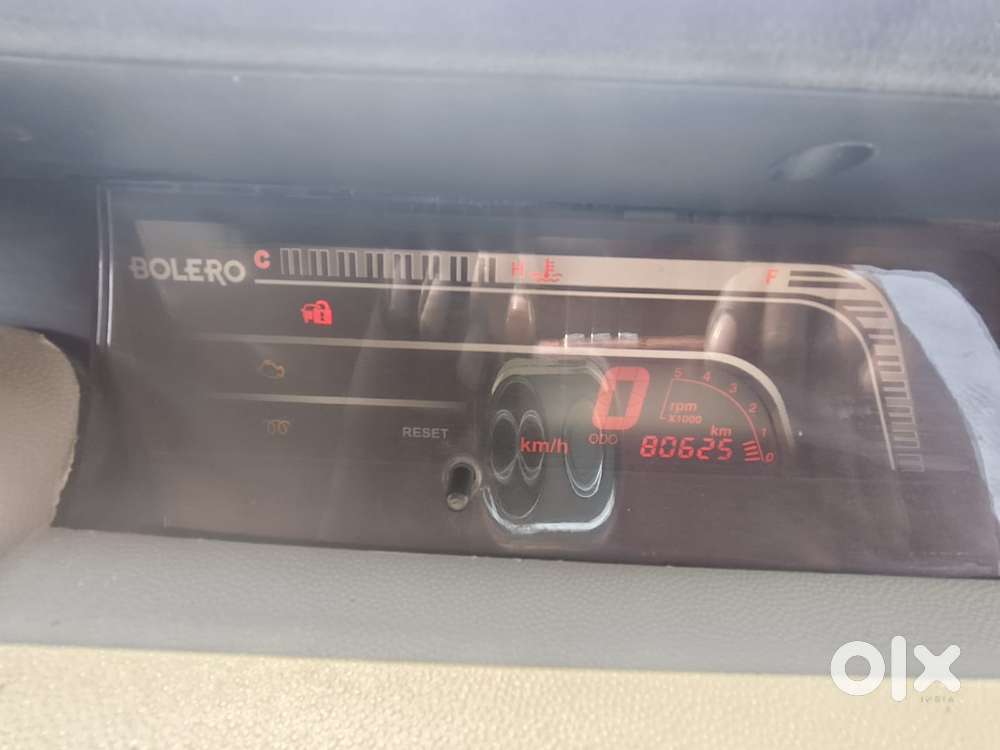 BOLERO C H F
5 4 3 2 1 0
rpm
X1000
0
km/h
RESET
ODO 80625 km
olx